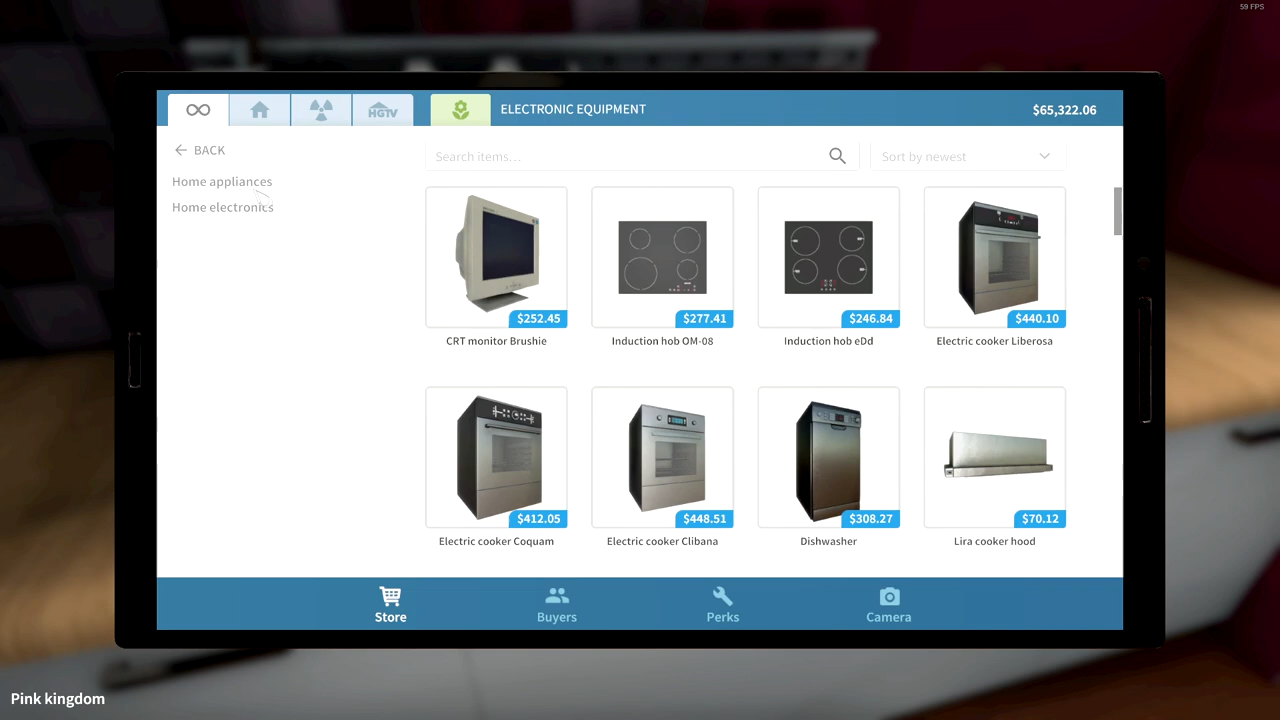 59 FPS
HGTV
ELECTRONIC EQUIPMENT
$65,322.06
BACK
Search items...
Sort by newest
Home appliances
Home electronics
$252.45
$277.41
$246.84
$440.10
CRT monitor Brushie
Induction hob OM-08
Induction hob eDd
Electric cooker Liberosa
$412.05
$448.51
$308.27
$70.12
Electric cooker Coquam
Electric cooker Clibana
Dishwasher
Lira cooker hood
Store
Buyers
Perks
Camera
Pink kingdom